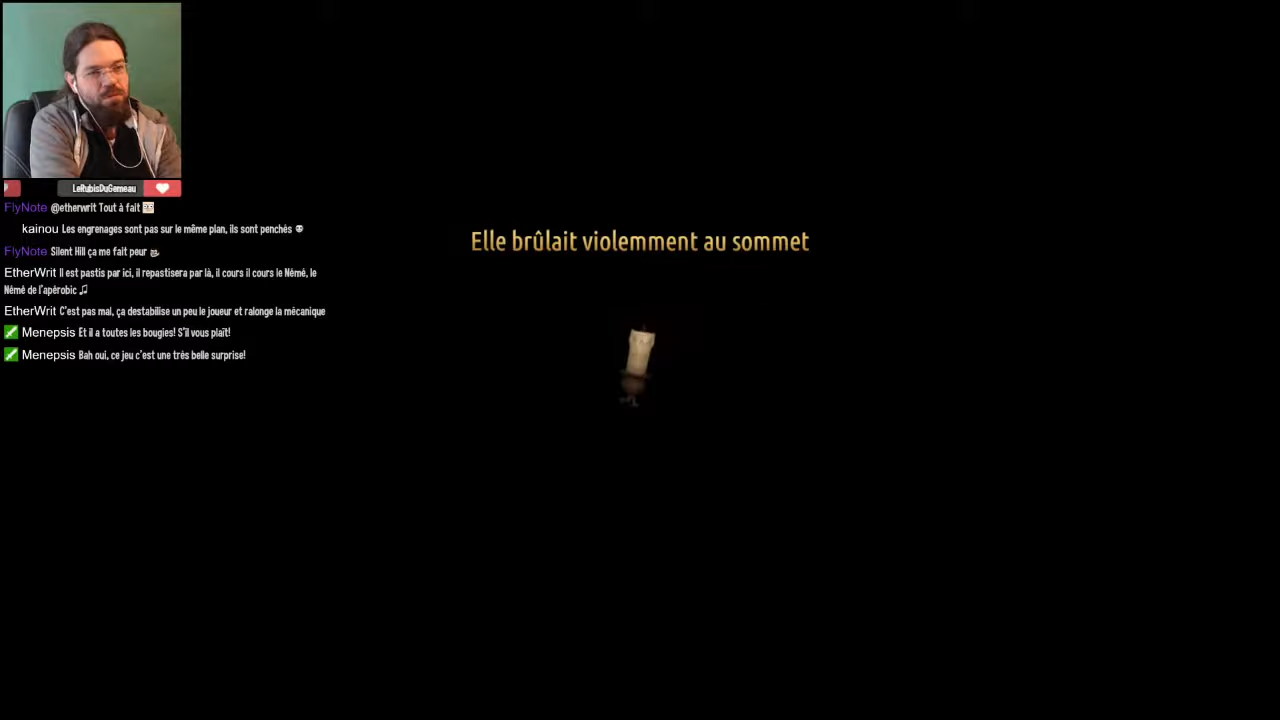 LeRubisDuGemeau
FlyNote @etherwrit Tout à fait
kainou Les engrenages sont pas sur le même plan, ils sont penchés
FlyNote Silent Hill ça me fait peur
EtherWrit Il est pastis par ici, il repastisera par là, il cours il cours le Némé, le
Némé de l'apérobic ♫
EtherWrit C'est pas mal, ça destabilise un peu le joueur et ralonge la mécanique
Menepsis Et il a toutes les bougies! S'il vous plaît!
Menepsis Bah oui, ce jeu c'est une très belle surprise!
Elle brûlait violemment au sommet